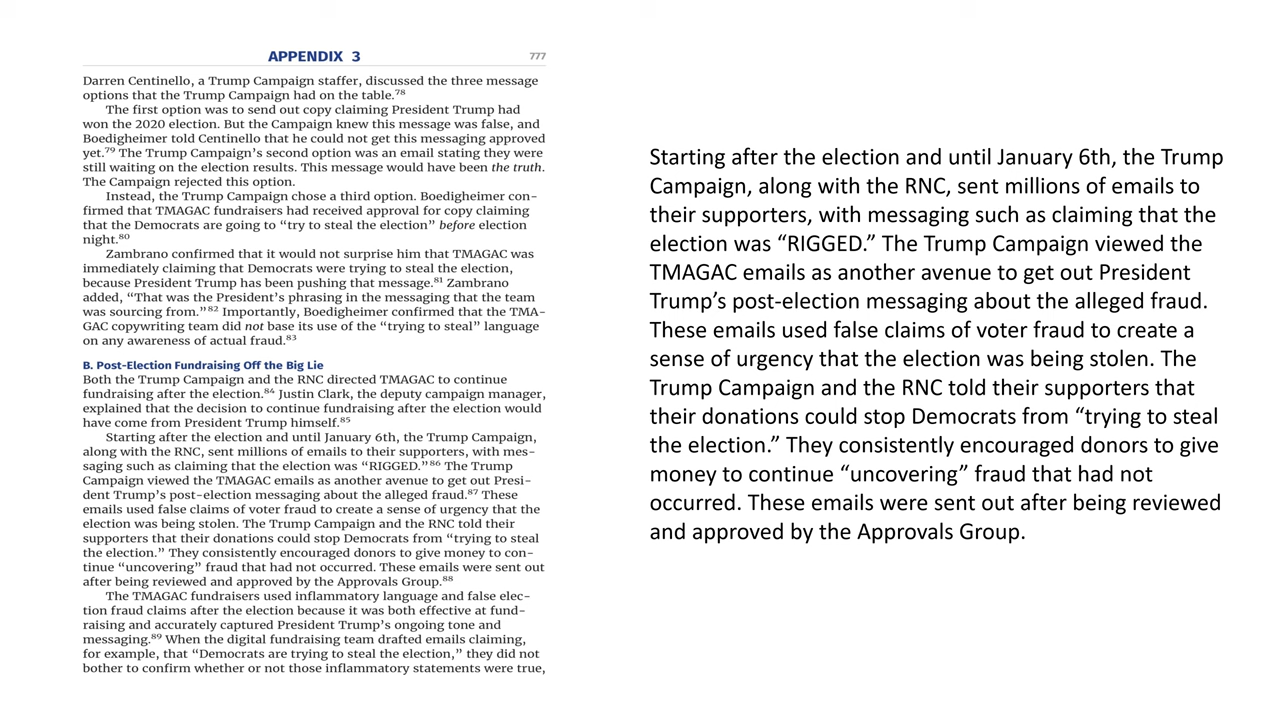 APPENDIX 3
777
Darren Centinello, a Trump Campaign staffer, discussed the three message
options that the Trump Campaign had on the table.78
The first option was to send out copy claiming President Trump had
won the 2020 election. But the Campaign knew this message was false, and
Boedigheimer told Centinello that he could not get this messaging approved
yet.79 The Trump Campaign’s second option was an email stating they were
still waiting on the election results. This message would have been the truth.
The Campaign rejected this option.
Instead, the Trump Campaign chose a third option. Boedigheimer con-
firmed that TMAGAC fundraisers had received approval for copy claiming
that the Democrats are going to “try to steal the election” before election
night.80
Zambrano confirmed that it would not surprise him that TMAGAC was
immediately claiming that Democrats were trying to steal the election,
because President Trump has been pushing that message.81 Zambrano
added, “That was the President’s phrasing in the messaging that the team
was sourcing from.”82 Importantly, Boedigheimer confirmed that the TMA-
GAC copywriting team did not base its use of the “trying to steal” language
on any awareness of actual fraud.83
B. Post-Election Fundraising Off the Big Lie
Both the Trump Campaign and the RNC directed TMAGAC to continue
fundraising after the election.84 Justin Clark, the deputy campaign manager,
explained that the decision to continue fundraising after the election would
have come from President Trump himself.85
Starting after the election and until January 6th, the Trump Campaign,
along with the RNC, sent millions of emails to their supporters, with mes-
saging such as claiming that the election was “RIGGED.”86 The Trump
Campaign viewed the TMAGAC emails as another avenue to get out Presi-
dent Trump’s post-election messaging about the alleged fraud.87 These
emails used false claims of voter fraud to create a sense of urgency that the
election was being stolen. The Trump Campaign and the RNC told their
supporters that their donations could stop Democrats from “trying to steal
the election.” They consistently encouraged donors to give money to con-
tinue “uncovering” fraud that had not occurred. These emails were sent out
after being reviewed and approved by the Approvals Group.88
The TMAGAC fundraisers used inflammatory language and false elec-
tion fraud claims after the election because it was both effective at fund-
raising and accurately captured President Trump’s ongoing tone and
messaging.89 When the digital fundraising team drafted emails claiming,
for example, that “Democrats are trying to steal the election,” they did not
bother to confirm whether or not those inflammatory statements were true,
Starting after the election and until January 6th, the Trump
Campaign, along with the RNC, sent millions of emails to
their supporters, with messaging such as claiming that the
election was “RIGGED.” The Trump Campaign viewed the
TMAGAC emails as another avenue to get out President
Trump’s post-election messaging about the alleged fraud.
These emails used false claims of voter fraud to create a
sense of urgency that the election was being stolen. The
Trump Campaign and the RNC told their supporters that
their donations could stop Democrats from “trying to steal
the election.” They consistently encouraged donors to give
money to continue “uncovering” fraud that had not
occurred. These emails were sent out after being reviewed
and approved by the Approvals Group.